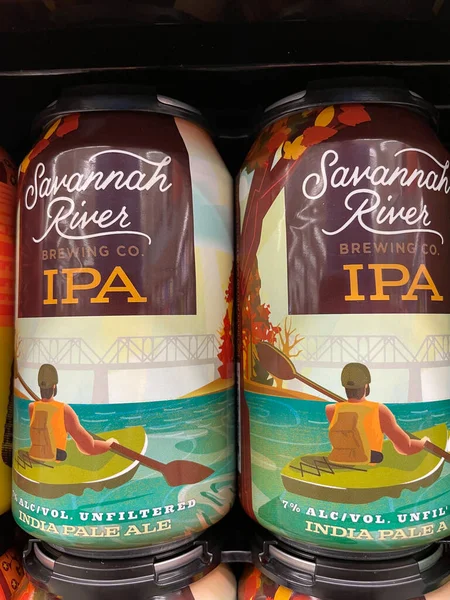 Savannah
River
BREWING CO.
IPA
% ALC/VOL. UNFILTERED
INDIA PALE ALE
Savannah
River
BREWING CO.
IPA
7% ALC/VOL. UNFIL
INDIA PALE A